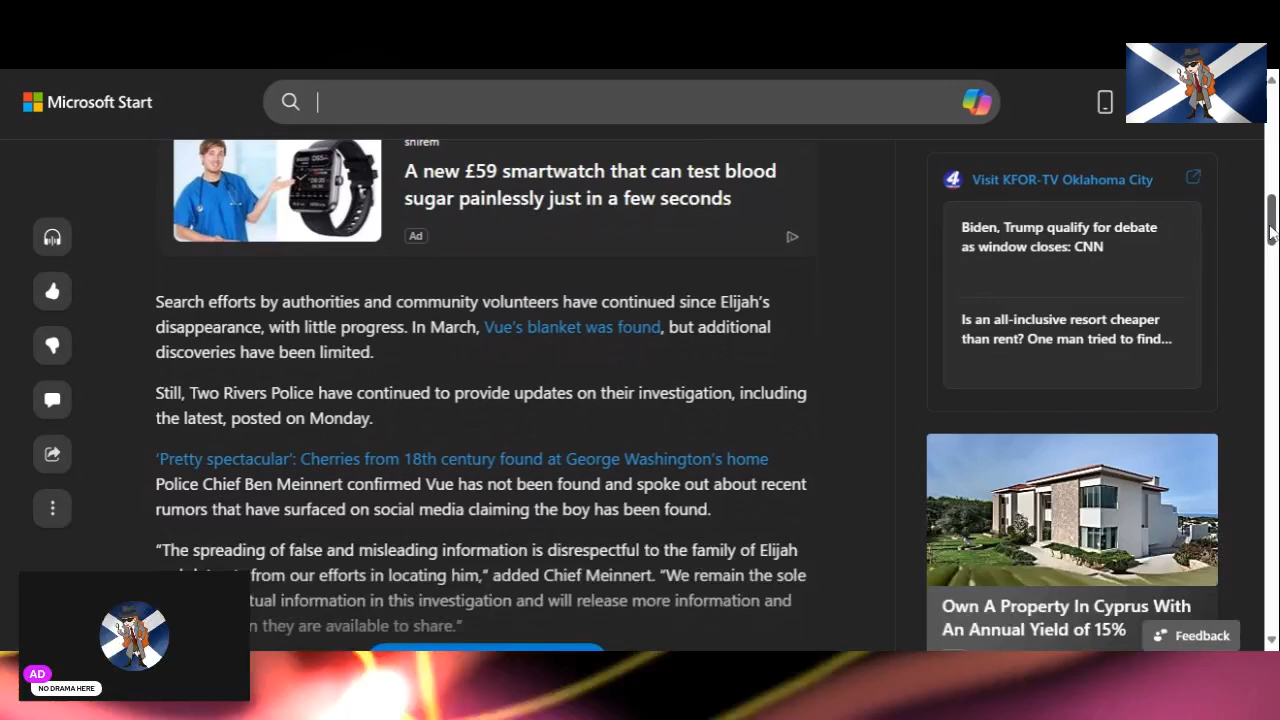 Microsoft Start
shirem
A new £59 smartwatch that can test blood
sugar painlessly just in a few seconds
Ad
Search efforts by authorities and community volunteers have continued since Elijah's
disappearance, with little progress. In March, Vue's blanket was found, but additional
discoveries have been limited.
Still, Two Rivers Police have continued to provide updates on their investigation, including
the latest, posted on Monday.
'Pretty spectacular': Cherries from 18th century found at George Washington's home
Police Chief Ben Meinnert confirmed Vue has not been found and spoke out about recent
rumors that have surfaced on social media claiming the boy has been found.
"The spreading of false and misleading information is disrespectful to the family of Elijah
from our efforts in locating him," added Chief Meinnert. "We remain the sole
tual information in this investigation and will release more information and
n they are available to share."
4 Visit KFOR-TV Oklahoma City
Biden, Trump qualify for debate
as window closes: CNN
Is an all-inclusive resort cheaper
than rent? One man tried to find...
Own A Property In Cyprus With
An Annual Yield of 15%
Feedback
AD
NO DRAMA HERE